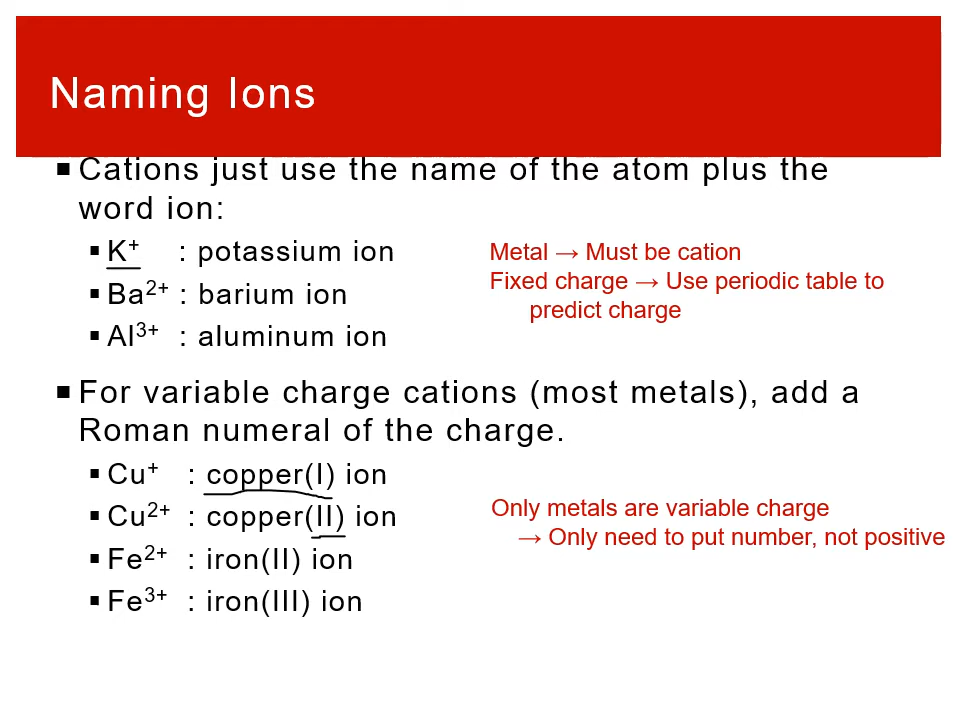 Naming Ions
▪ Cations just use the name of the atom plus the
word ion:
▪ K⁺ : potassium ion
▪ Ba²⁺ : barium ion
▪ Al³⁺ : aluminum ion
Metal → Must be cation
Fixed charge → Use periodic table to
predict charge
▪ For variable charge cations (most metals), add a
Roman numeral of the charge.
▪ Cu⁺ : copper(I) ion
▪ Cu²⁺ : copper(II) ion
▪ Fe²⁺ : iron(II) ion
▪ Fe³⁺ : iron(III) ion
Only metals are variable charge
→ Only need to put number, not positive